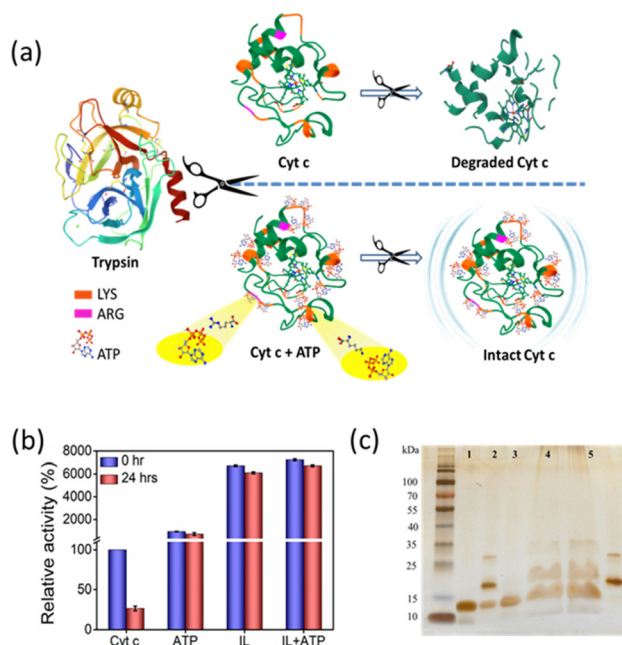 (a)
Cyt c
Degraded Cyt c
Trypsin
LYS
ARG
ATP
Cyt c + ATP
Intact Cyt c
(b)
Relative activity (%)
0 hr
24 hrs
8000
6000
4000
2000
100
50
0
Cyt c
ATP
IL
IL+ATP
(c)
kDa
1
2
3
4
5
100
70
55
40
35
25
15
10